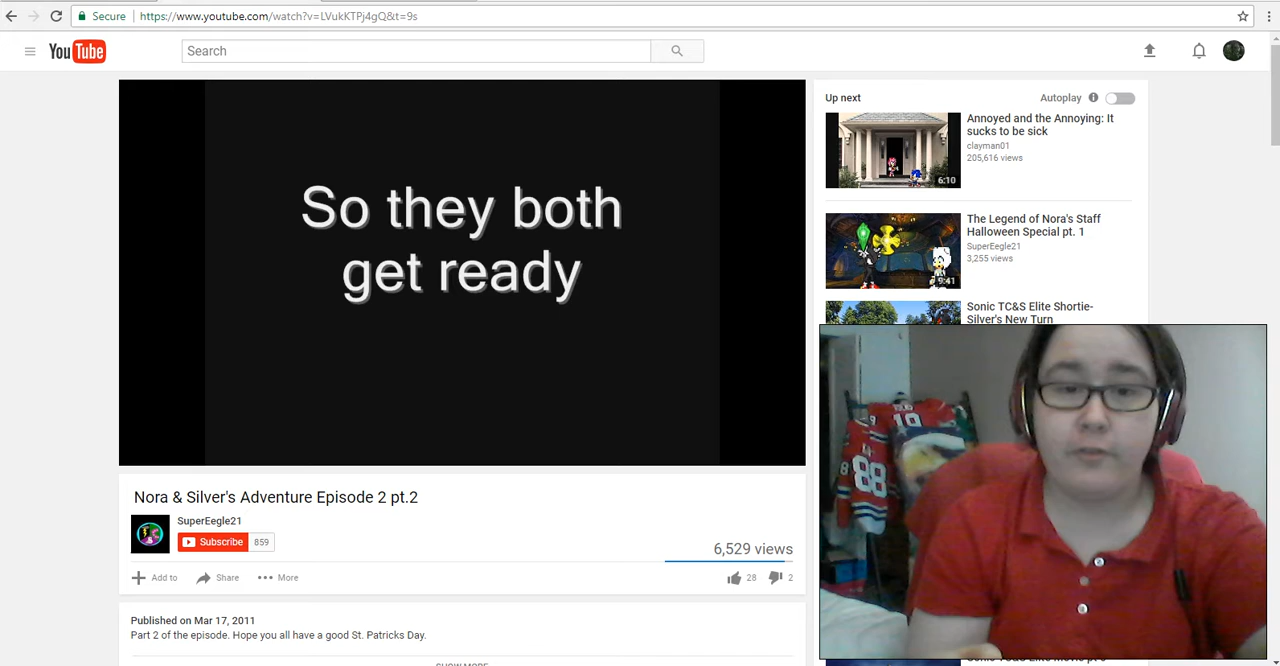 Secure https://www.youtube.com/watch?v=LVukKTPj4gQ&t=9s
YouTube
Search
So they both
get ready
Nora & Silver's Adventure Episode 2 pt.2
SuperEegle21
Subscribe 859
6,529 views
Add to Share More 28 2
Published on Mar 17, 2011
Part 2 of the episode. Hope you all have a good St. Patricks Day.
SHOW MORE
Up next Autoplay
Annoyed and the Annoying: It
sucks to be sick
clayman01
205,616 views
6:10
The Legend of Nora's Staff
Halloween Special pt. 1
SuperEegle21
3,255 views
9:41
Sonic TC&S Elite Shortie-
Silver's New Turn
19
88